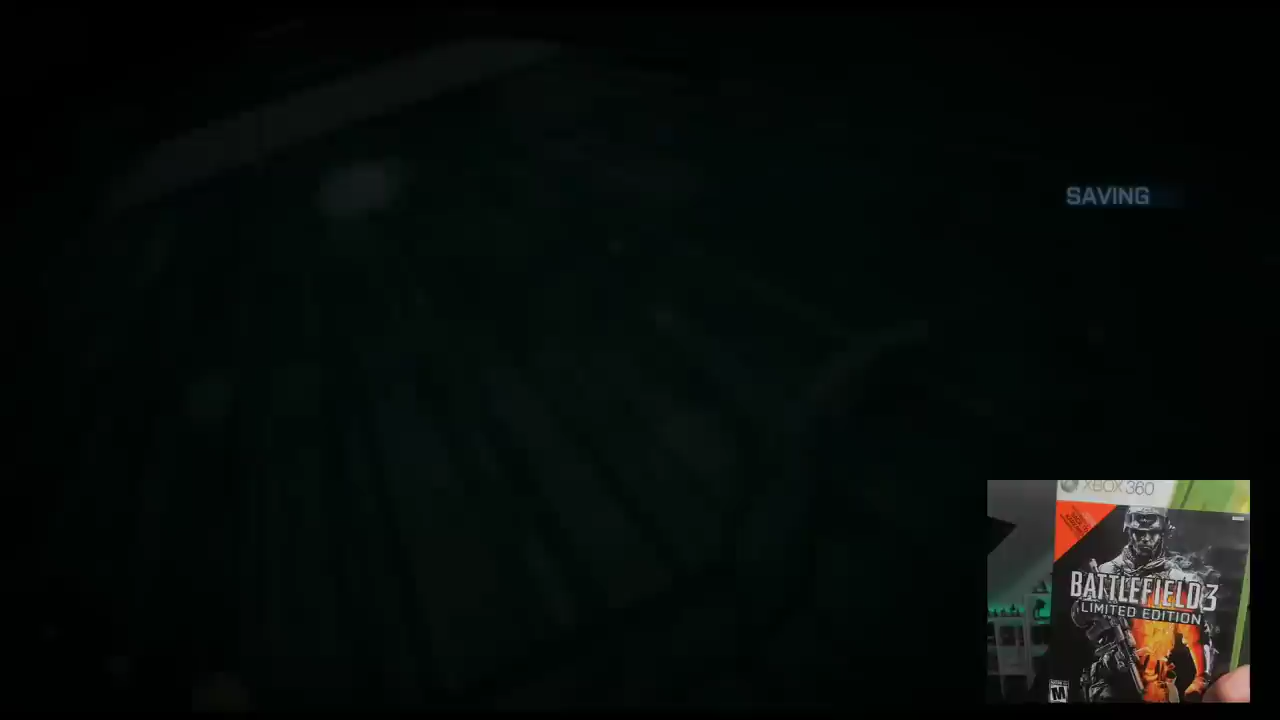 SAVING
XBOX 360
BATTLEFIELD 3
LIMITED EDITION
M